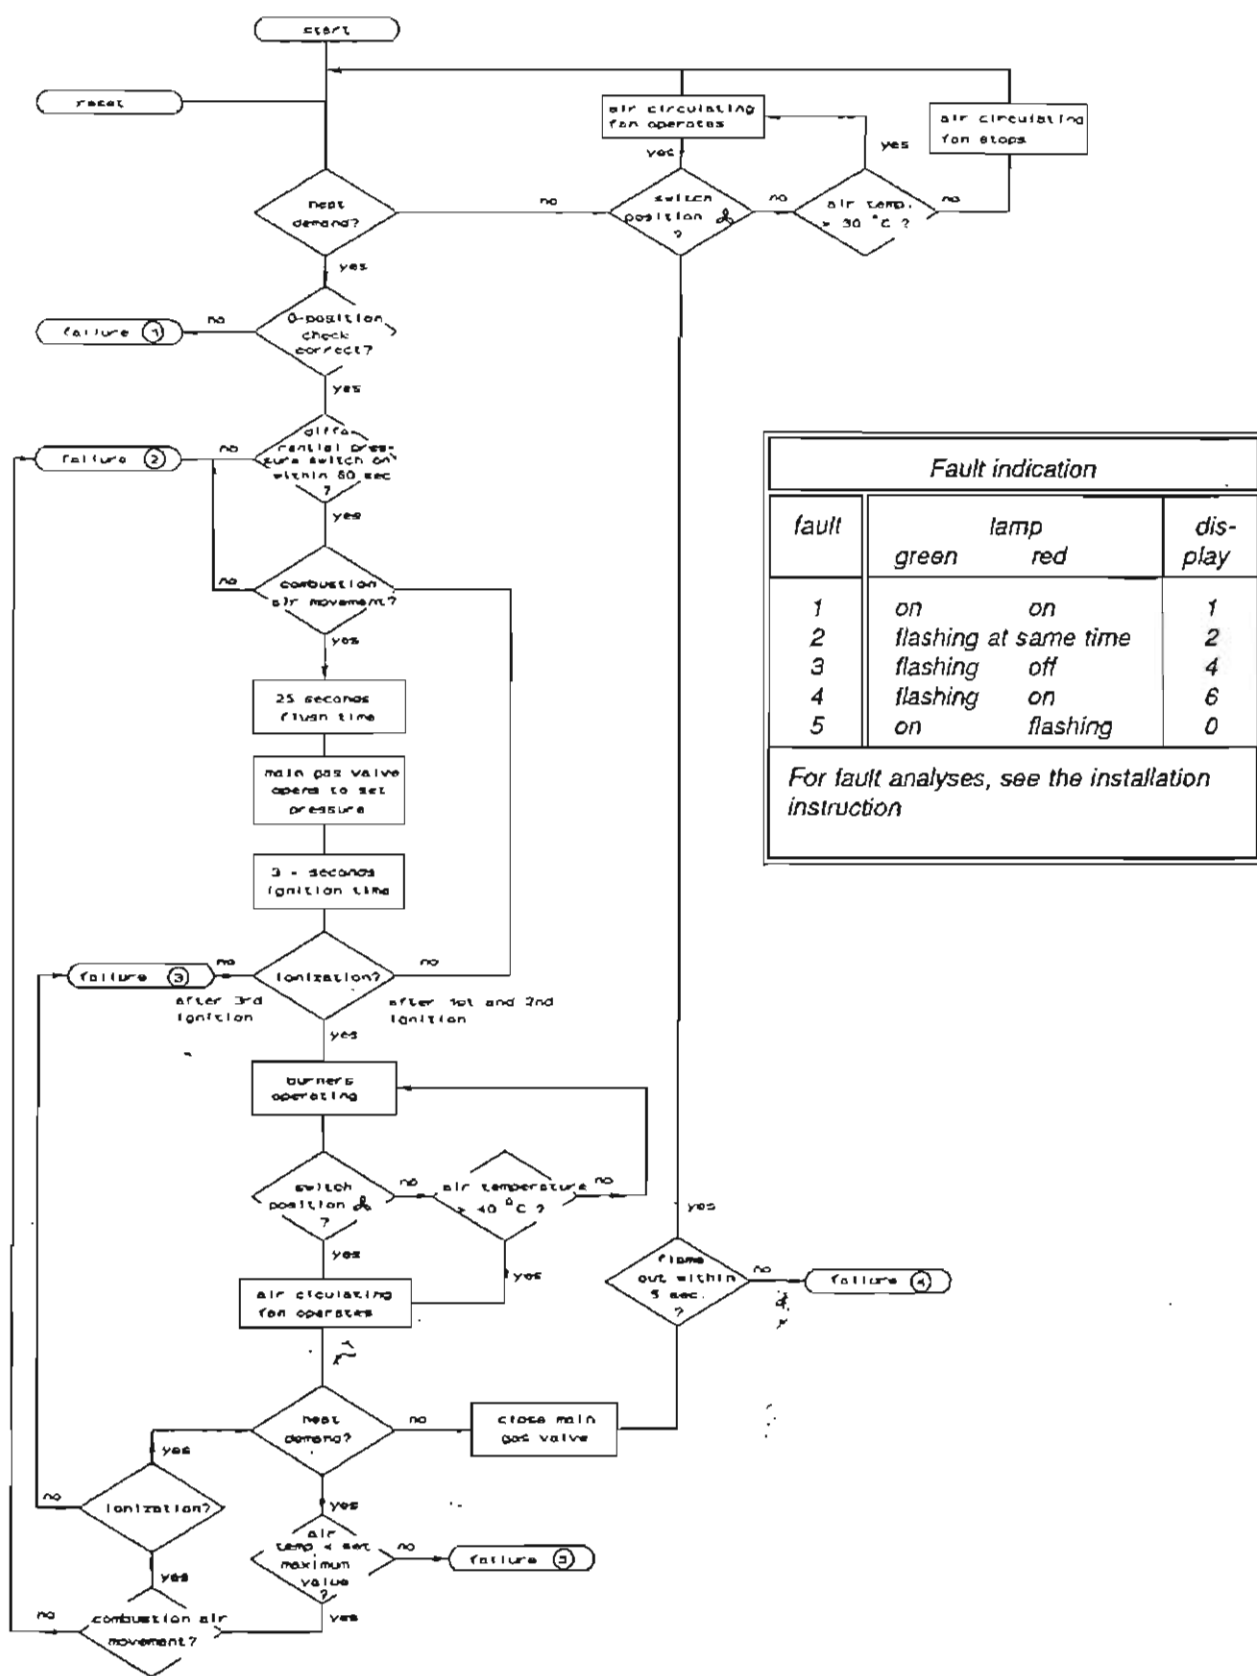 start
reset
air circulating
fan operates
air circulating
fan stops
yes
yes
heat
demand?
no
switch
position
?
no
air temp.
> 30 °C ?
no
yes
failure 1
no
0-position
check
correct?
yes
failure 2
no
diffe-
rential pres-
sure switch on
within 60 sec
?
yes
no
combustion
air movement?
yes
25 seconds
flush time
main gas valve
opens to set
pressure
3 - seconds
ignition time
failure 3
no
ionization?
no
after 3rd
ignition
after 1st and 2nd
ignition
yes
burners
operating
switch
position
?
no
air temperature
> 40 °C ?
no
yes
yes
air circulating
fan operates
yes
flame
out within
5 sec.
?
no
failure 4
heat
demand?
no
close main
gas valve
yes
yes
no
ionization?
air
temp < set
maximum
value
?
no
failure 5
yes
yes
no
combustion air
movement?
Fault indication
fault lamp dis-
green red play
1 on on 1
2 flashing at same time 2
3 flashing off 4
4 flashing on 6
5 on flashing 0
For fault analyses, see the installation
instruction